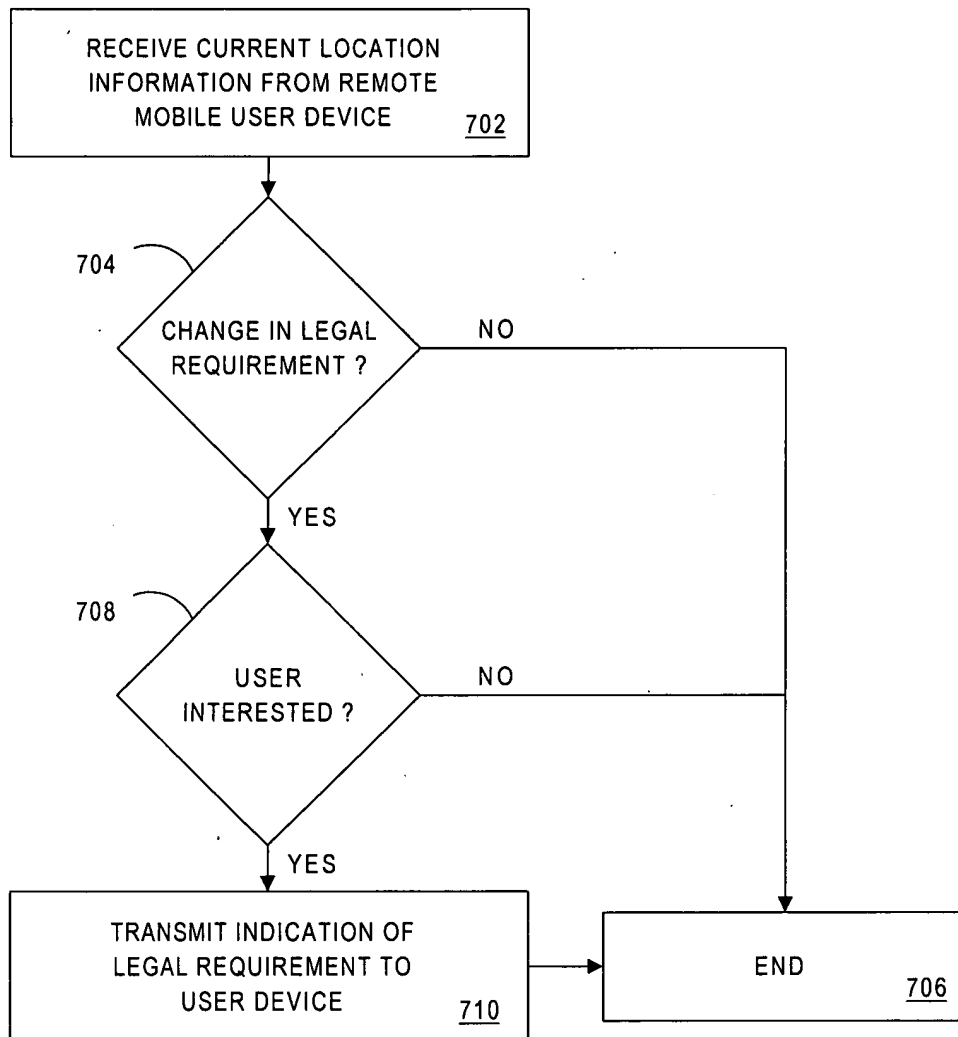 RECEIVE CURRENT LOCATION
INFORMATION FROM REMOTE
MOBILE USER DEVICE
702
704
CHANGE IN LEGAL
REQUIREMENT ?
NO
YES
708
USER
INTERESTED ?
NO
YES
TRANSMIT INDICATION OF
LEGAL REQUIREMENT TO
USER DEVICE
710
END
706